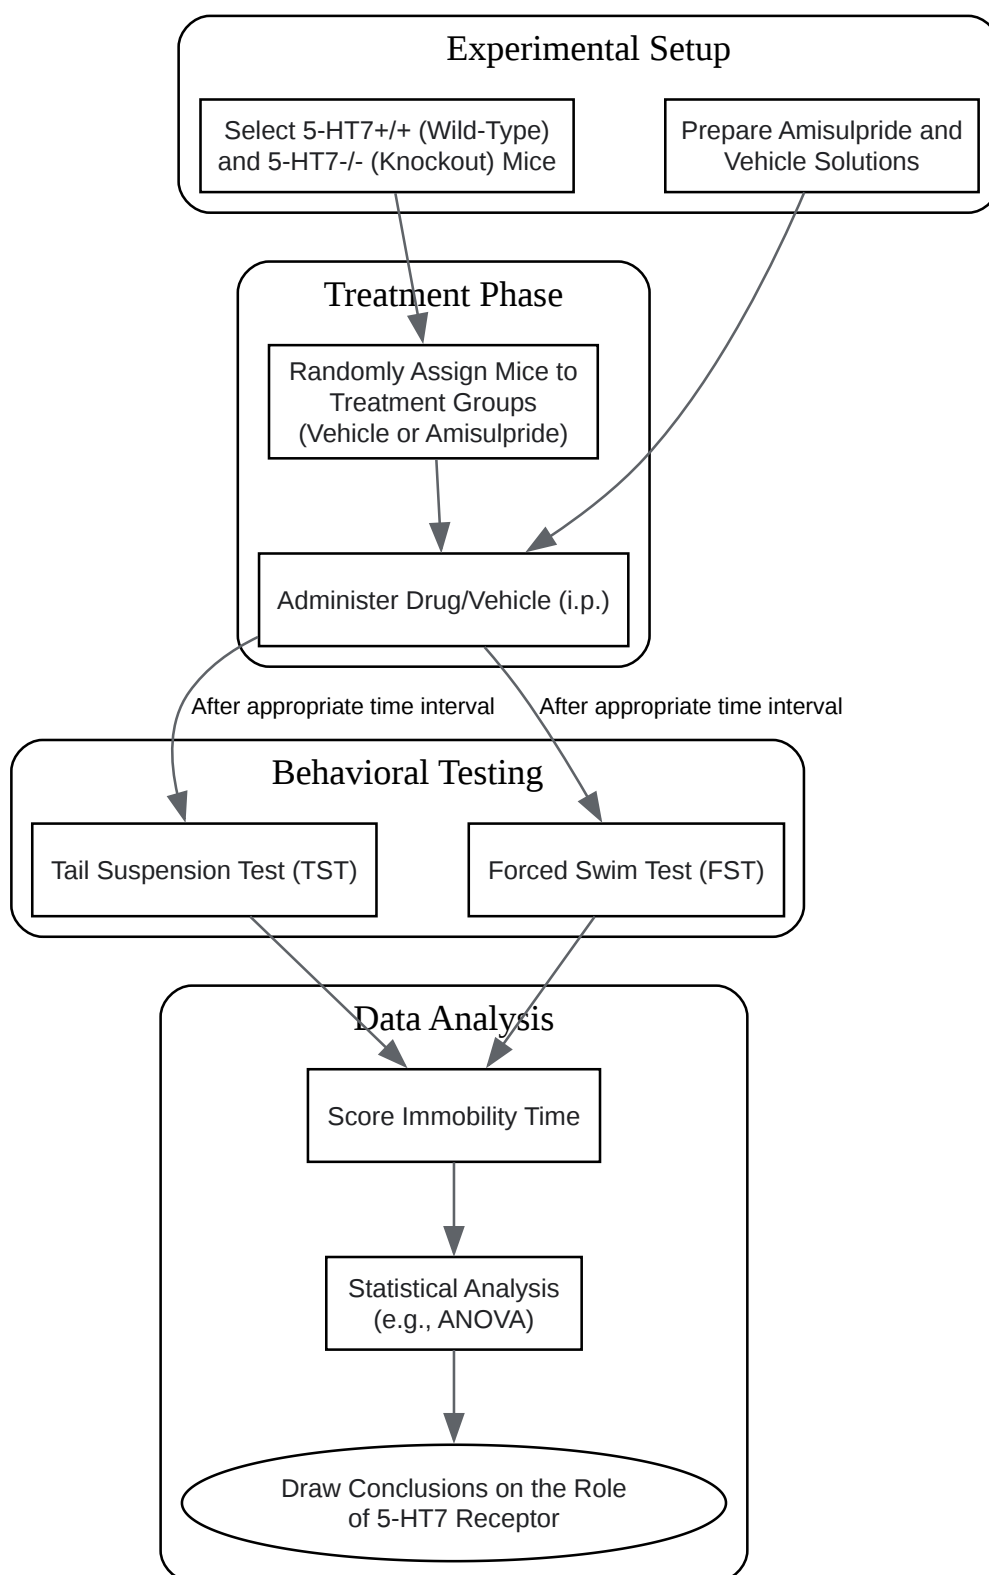 Experimental Setup
Select 5-HT7+/+ (Wild-Type)
and 5-HT7-/- (Knockout) Mice
Prepare Amisulpride and
Vehicle Solutions
Treatment Phase
Randomly Assign Mice to
Treatment Groups
(Vehicle or Amisulpride)
Administer Drug/Vehicle (i.p.)
After appropriate time interval
After appropriate time interval
Behavioral Testing
Tail Suspension Test (TST)
Forced Swim Test (FST)
Data Analysis
Score Immobility Time
Statistical Analysis
(e.g., ANOVA)
Draw Conclusions on the Role
of 5-HT7 Receptor